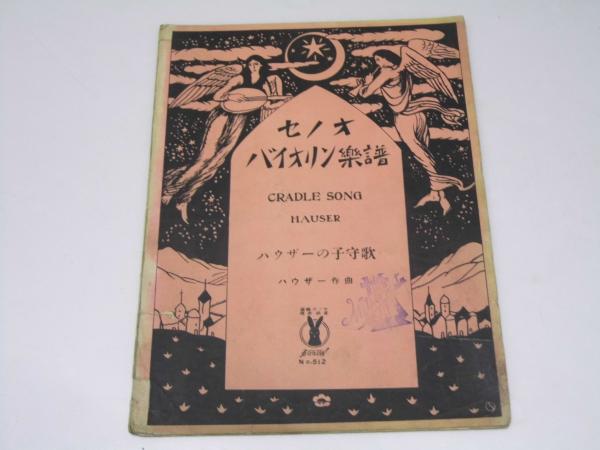 セノオ
バイオリン樂譜
CRADLE SONG
HAUSER
ハウザーの子守歌
ハウザー作曲
No.512